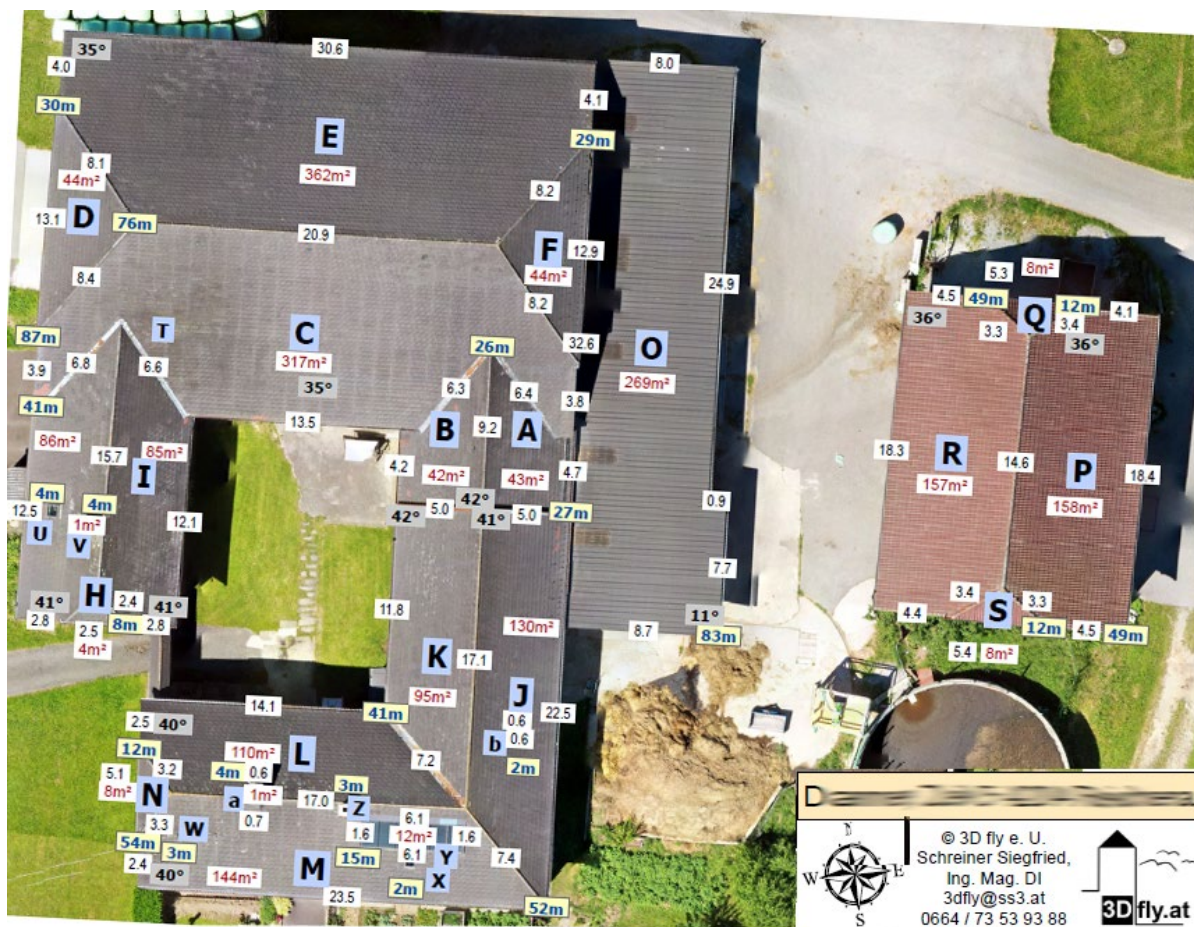 35°
30.6
4.0
8.0
30m
4.1
E
29m
8.1
362m²
44m²
8.2
D
13.1
76m
20.9
F
12.9
44m²
8.4
8.2
24.9
5.3
8m²
4.5
49m
12m
Q
4.1
36°
3.3
3.4
36°
87m
T
C
32.6
O
26m
317m²
269m²
35°
3.9
6.8
6.6
6.3
6.4
3.8
41m
13.5
B
A
9.2
86m²
15.7
85m²
4.2
4.7
18.3
R
14.6
P
18.4
I
42m²
43m²
157m²
158m²
4m
4m
42°
0.9
12.5
1m²
42°
5.0
41°
5.0
27m
12.1
U
V
7.7
H
41°
2.4
41°
11.8
3.4
3.3
2.8
8m
2.8
130m²
11°
4.4
S
12m
4.5
49m
2.5
8.7
83m
4m²
K
17.1
5.4
8m²
95m²
J
14.1
41m
0.6
22.5
2.5
40°
b
0.6
12m
110m²
L
7.2
2m
5.1
3.2
4m
0.6
8m²
N
3m
a
1m²
17.0
Z
6.1
3.3
W
0.7
1.6
12m²
1.6
54m
3m
15m
6.1
Y
7.4
2.4
40°
144m²
M
2m
X
23.5
52m
D
N
W
E
S
© 3D fly e. U.
Schreiner Siegfried,
Ing. Mag. DI
3dfly@ss3.at
0664 / 73 53 93 88
3Dfly.at